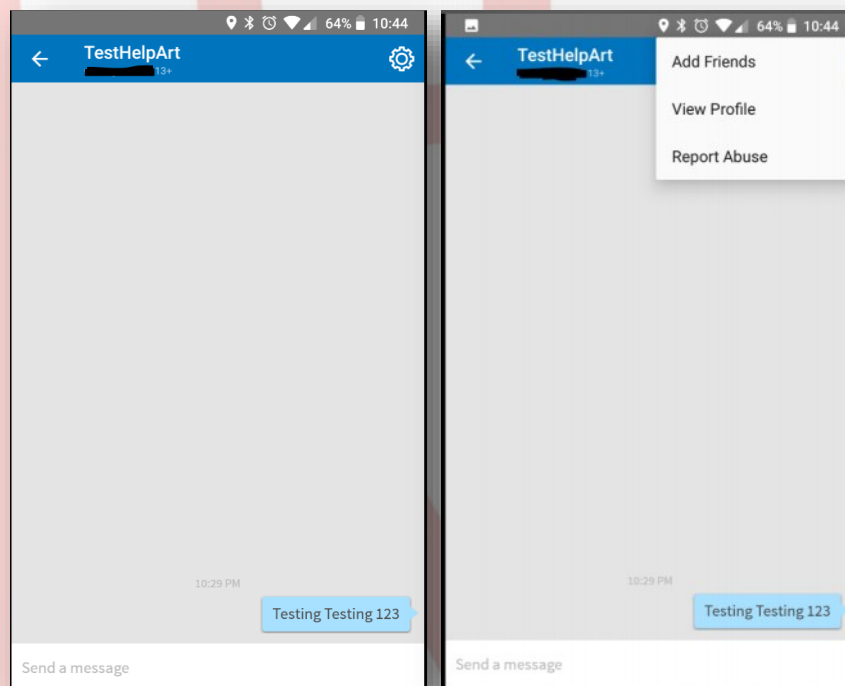 64% 10:44
TestHelpArt
13+
10:29 PM
Testing Testing 123
Send a message
64% 10:44
TestHelpArt
13+
Add Friends
View Profile
Report Abuse
10:29 PM
Testing Testing 123
Send a message